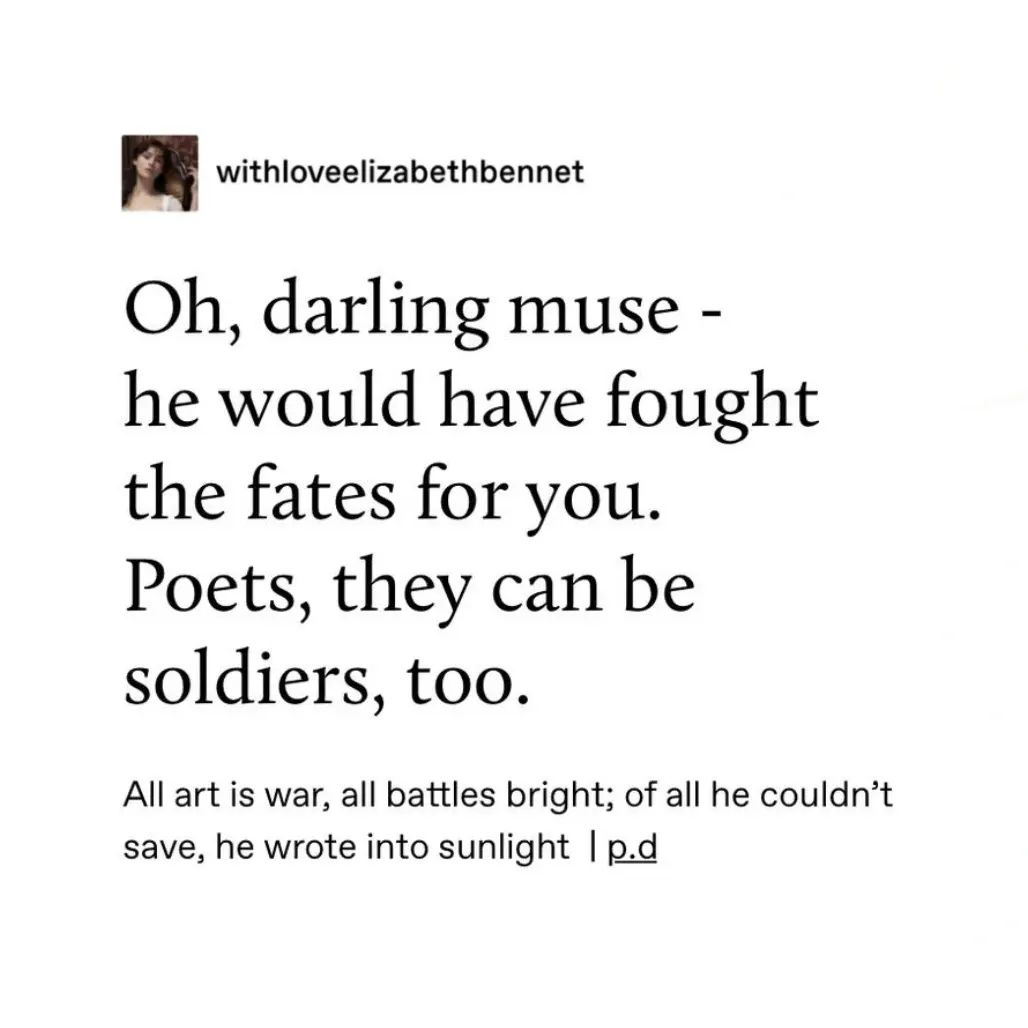 withloveelizabethbennet
Oh, darling muse -
he would have fought
the fates for you.
Poets, they can be
soldiers, too.
All art is war, all battles bright; of all he couldn’t
save, he wrote into sunlight | p.d